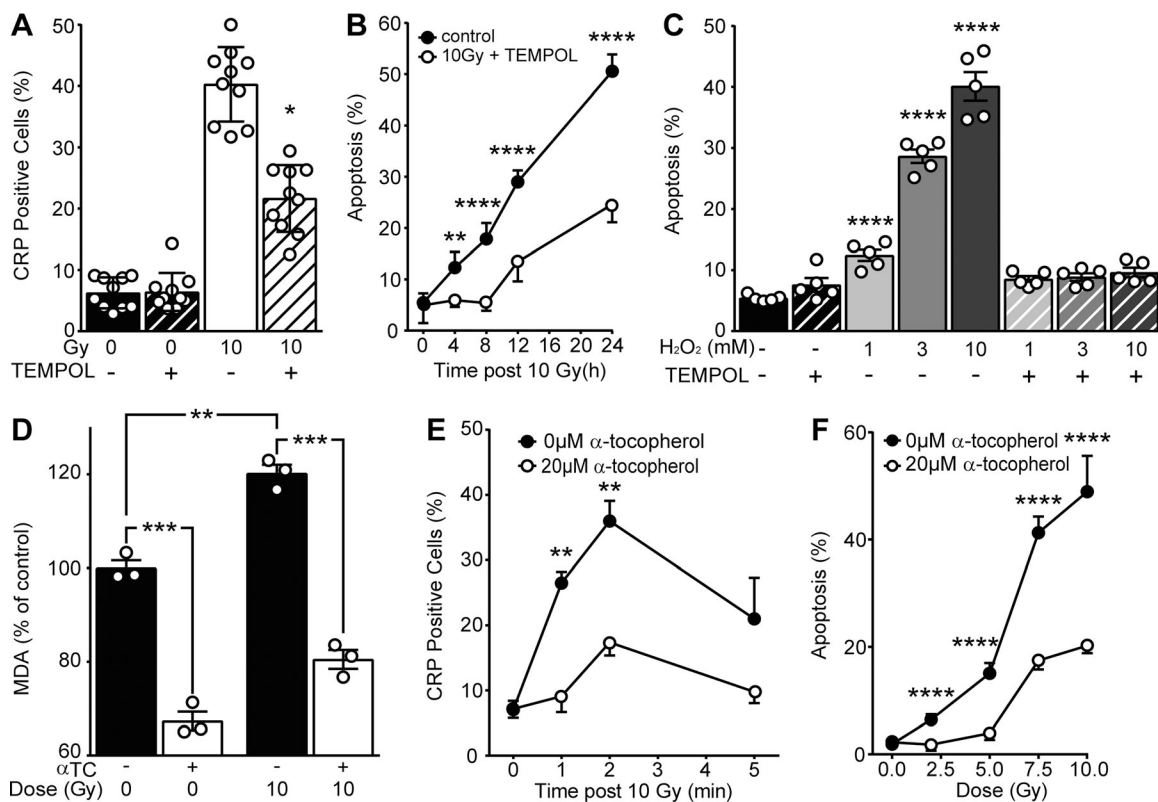 A
CRP Positive Cells (%)
50
40
30
20
10
0
*
Gy 0 0 10 10
TEMPOL - + - +
B
Apoptosis (%)
60
50
40
30
20
10
0
control
10Gy + TEMPOL
**
****
****
****
0 4 8 12 16 20 24
Time post 10 Gy(h)
C
Apoptosis (%)
50
40
30
20
10
0
****
****
****
H₂O₂ (mM) - - 1 3 10 1 3 10
TEMPOL - + - - - + + +
D
MDA (% of control)
120
100
80
60
**
***
***
αTC - + - +
Dose (Gy) 0 0 10 10
E
CRP Positive Cells (%)
50
40
30
20
10
0
0µM α-tocopherol
20µM α-tocopherol
**
**
0 1 2 3 4 5
Time post 10 Gy (min)
F
Apoptosis (%)
60
40
20
0
0µM α-tocopherol
20µM α-tocopherol
****
****
****
****
0.0 2.5 5.0 7.5 10.0
Dose (Gy)